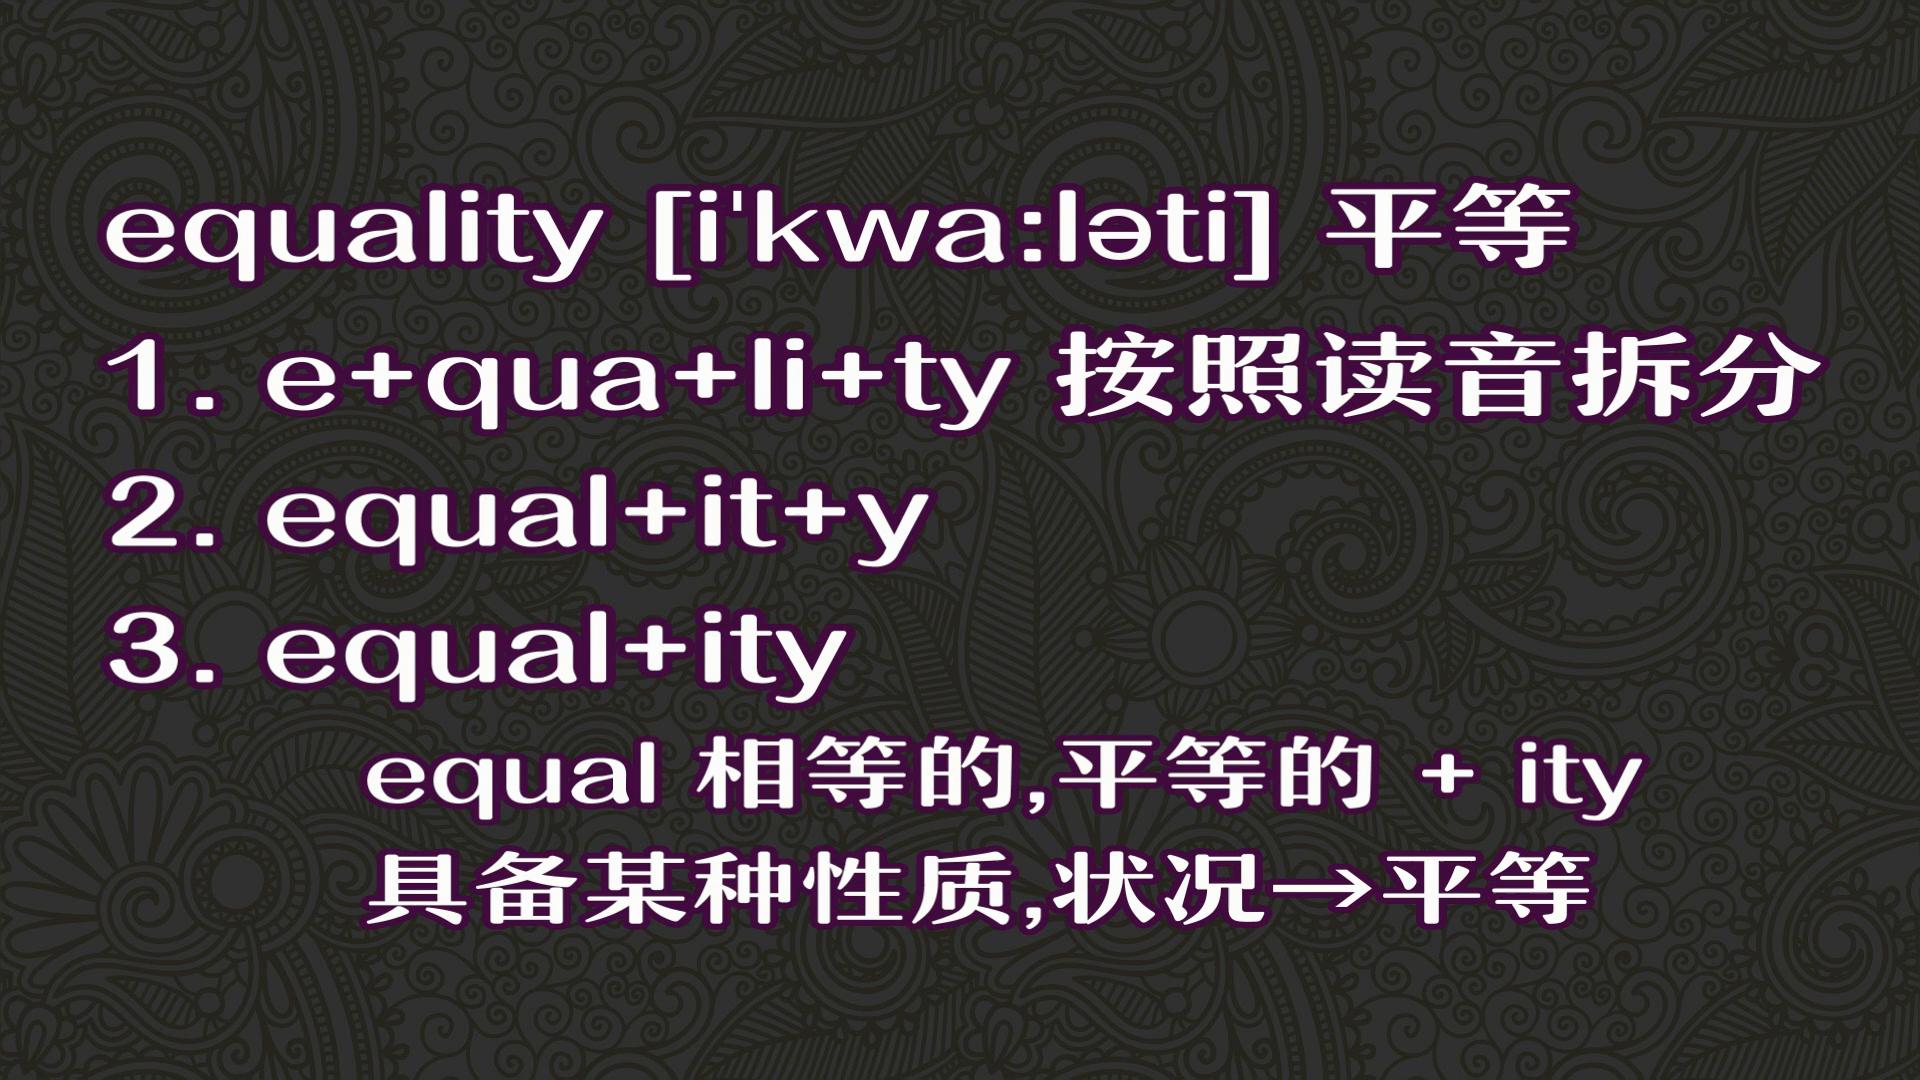 equality [i'kwa:ləti] 平等
1. e+qua+li+ty 按照读音拆分
2. equal+it+y
3. equal+ity
equal 相等的,平等的 + ity
具备某种性质,状况→平等